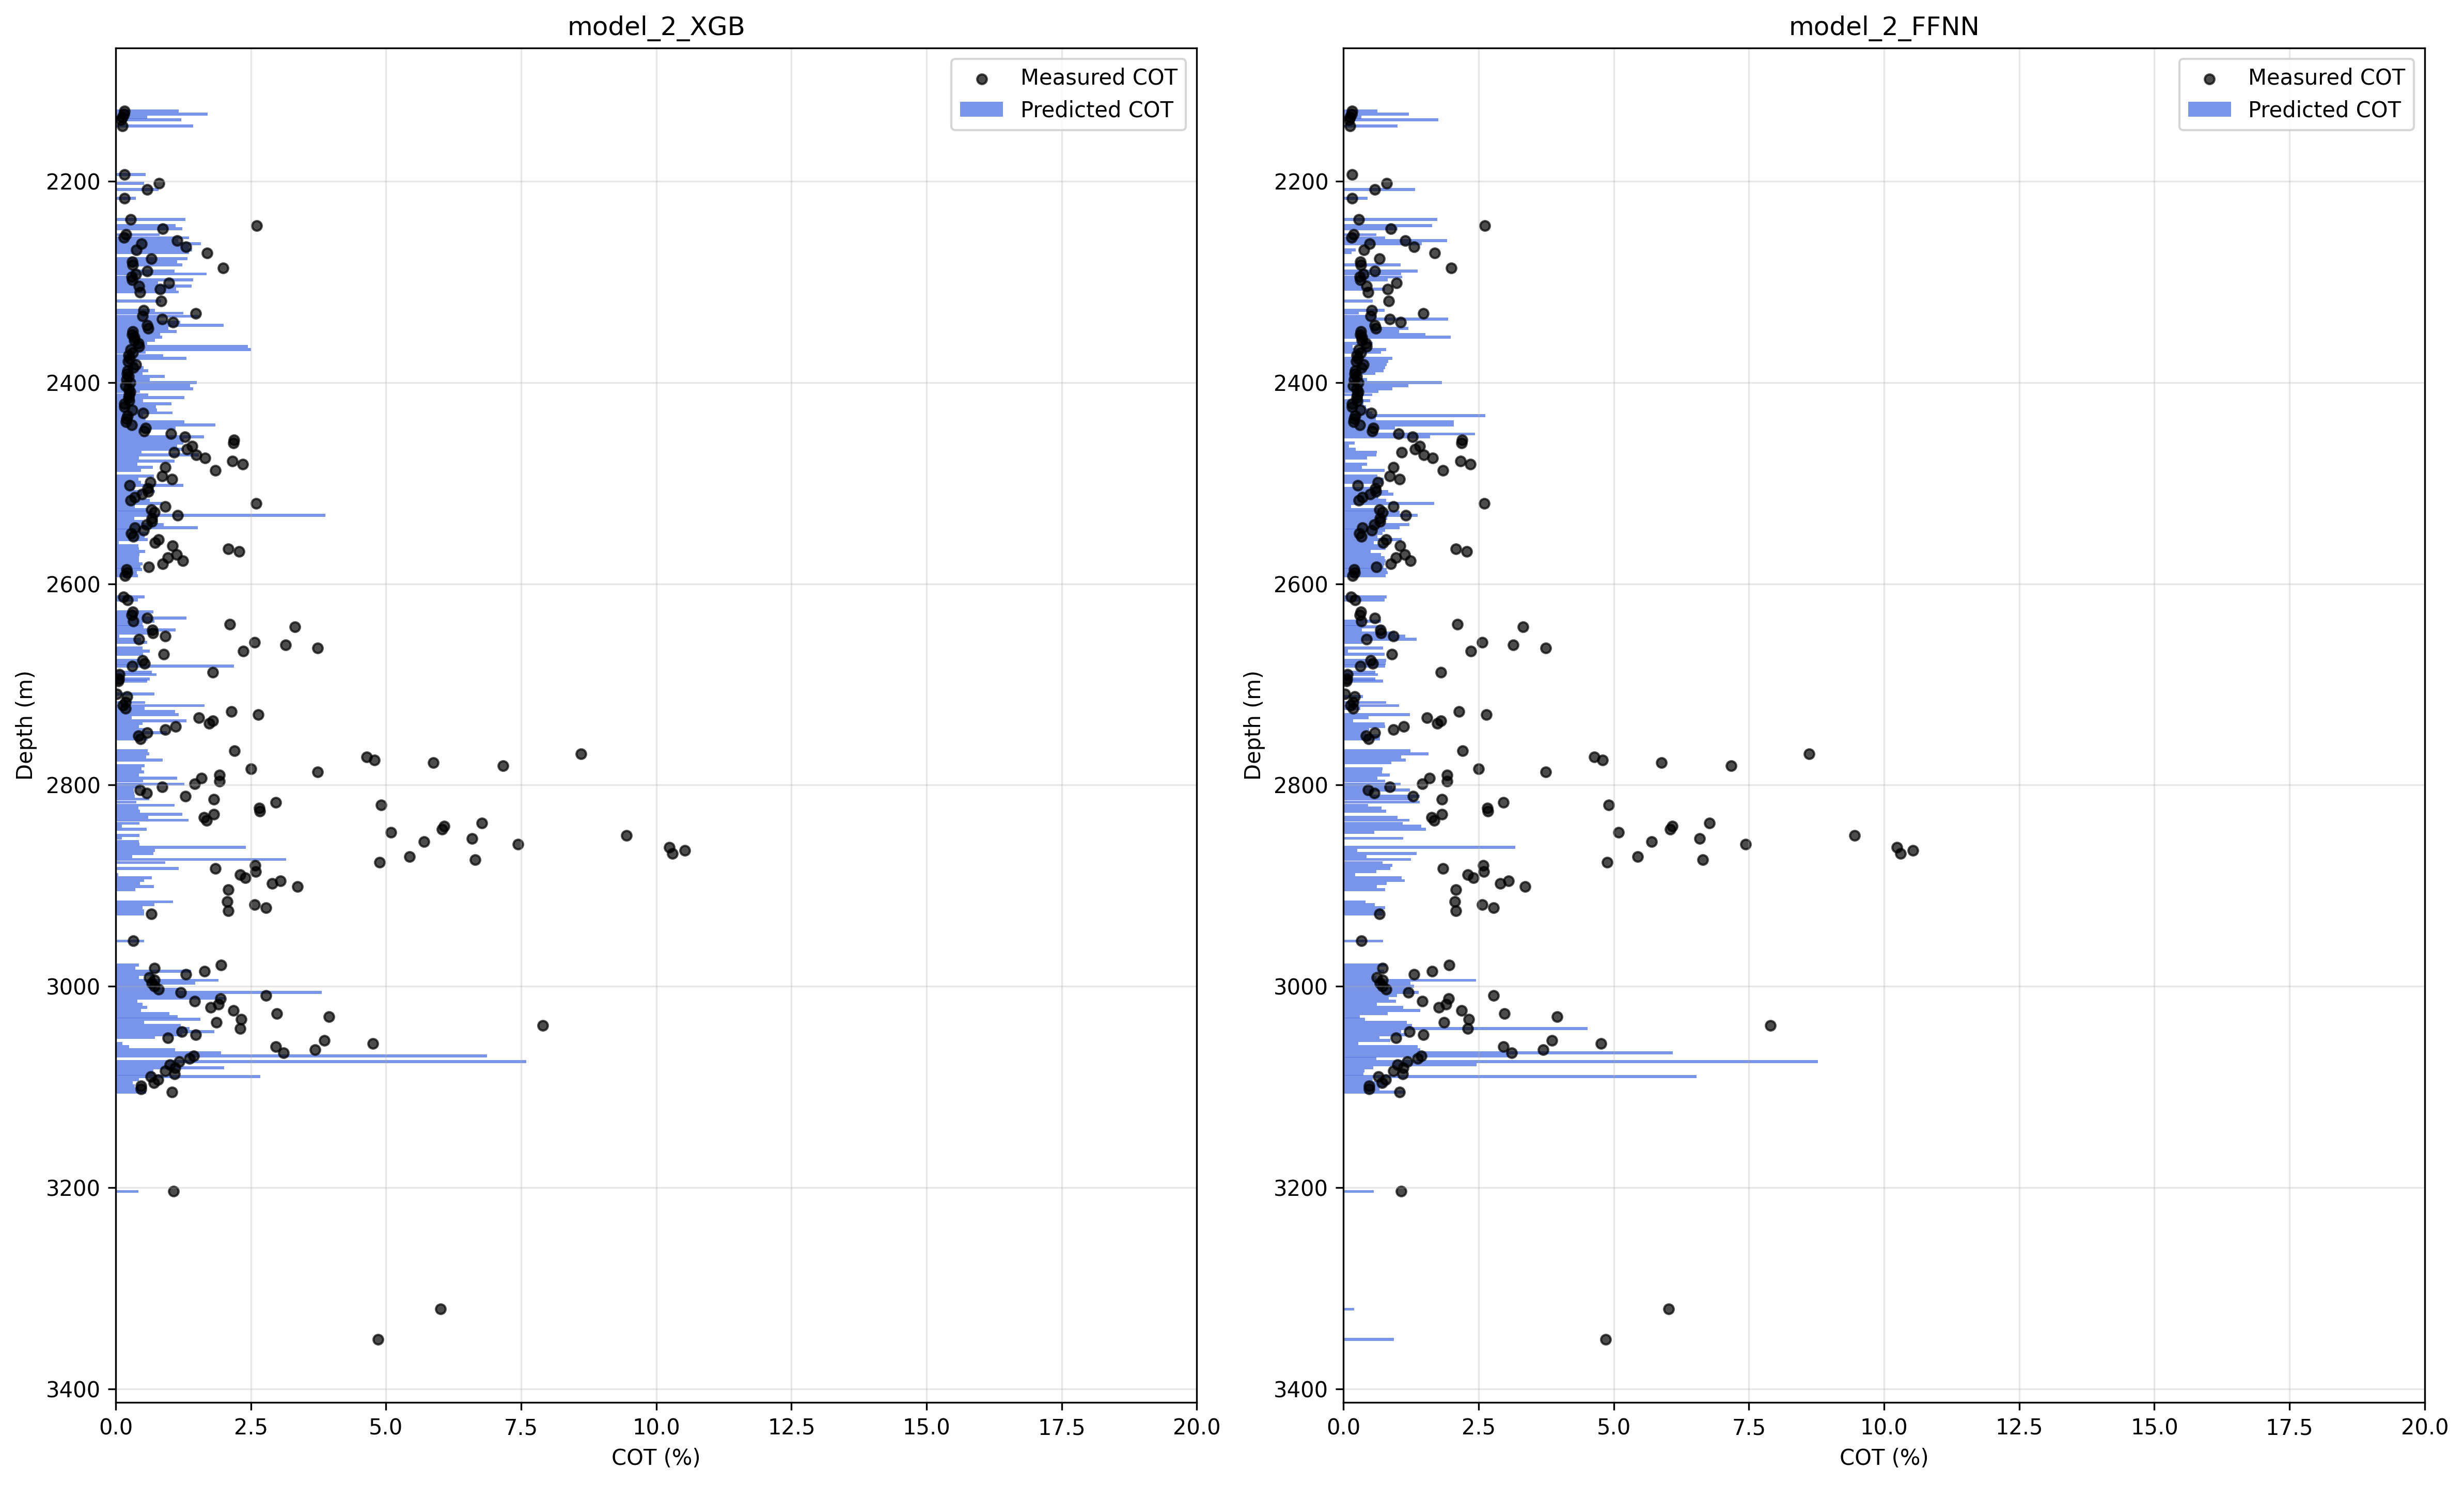 model_2_XGB
Measured COT
Predicted COT
Depth (m)
2200
2400
2600
2800
3000
3200
3400
0.0 2.5 5.0 7.5 10.0 12.5 15.0 17.5 20.0
COT (%)
model_2_FFNN
Measured COT
Predicted COT
Depth (m)
2200
2400
2600
2800
3000
3200
3400
0.0 2.5 5.0 7.5 10.0 12.5 15.0 17.5 20.0
COT (%)